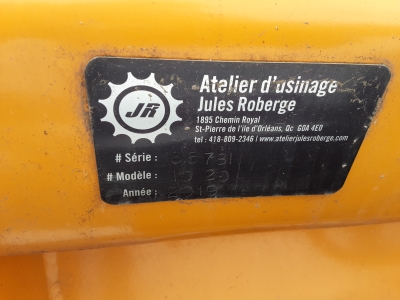 JR
Atelier d'usinage
Jules Roberge
1895 Chemin Royal
St-Pierre de l'île d'Orléans, Qc G0A 4E0
tel : 418-809-2346 | www.atelierjulesroberge.com
# Série :
# Modèle :
Année :